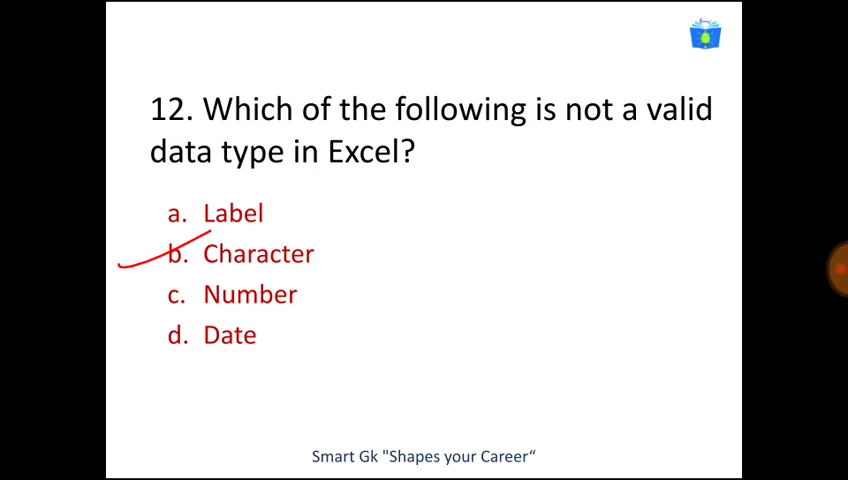 12. Which of the following is not a valid
data type in Excel?
a. Label
b. Character
c. Number
d. Date
Smart Gk "Shapes your Career“